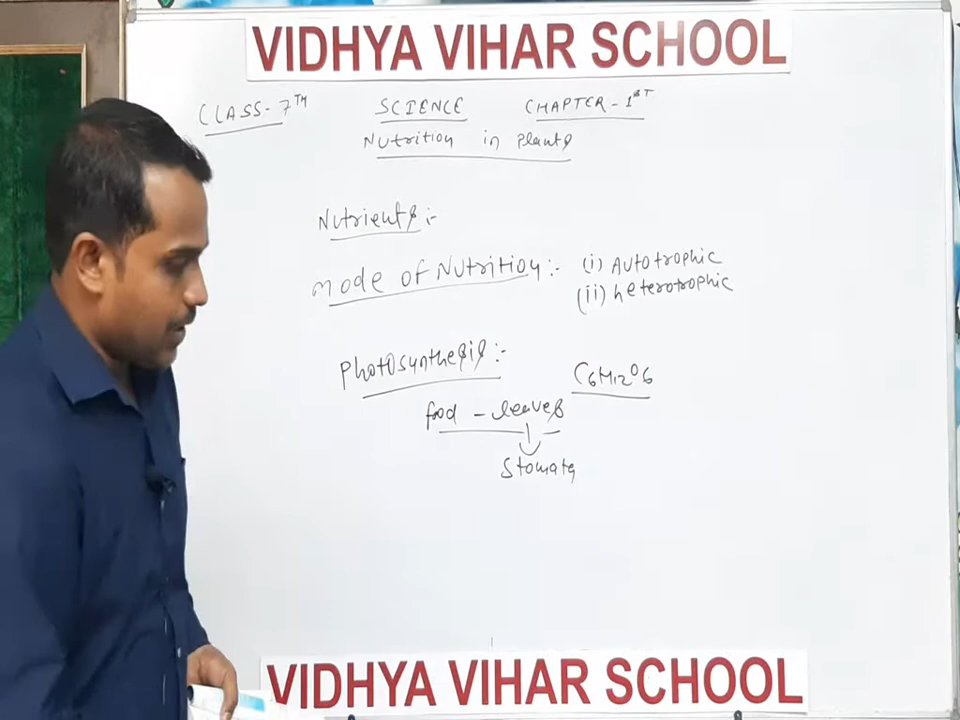 VIDHYA VIHAR SCHOOL
CLASS-7TH SCIENCE CHAPTER-1ST
Nutrition in Plants
Nutrients:-
mode of Nutrition:- (i) Autotrophic
(ii) heterotrophic
Photosynthesis:-
C6H12O6
food - leaves
Stomata
VIDHYA VIHAR SCHOOL